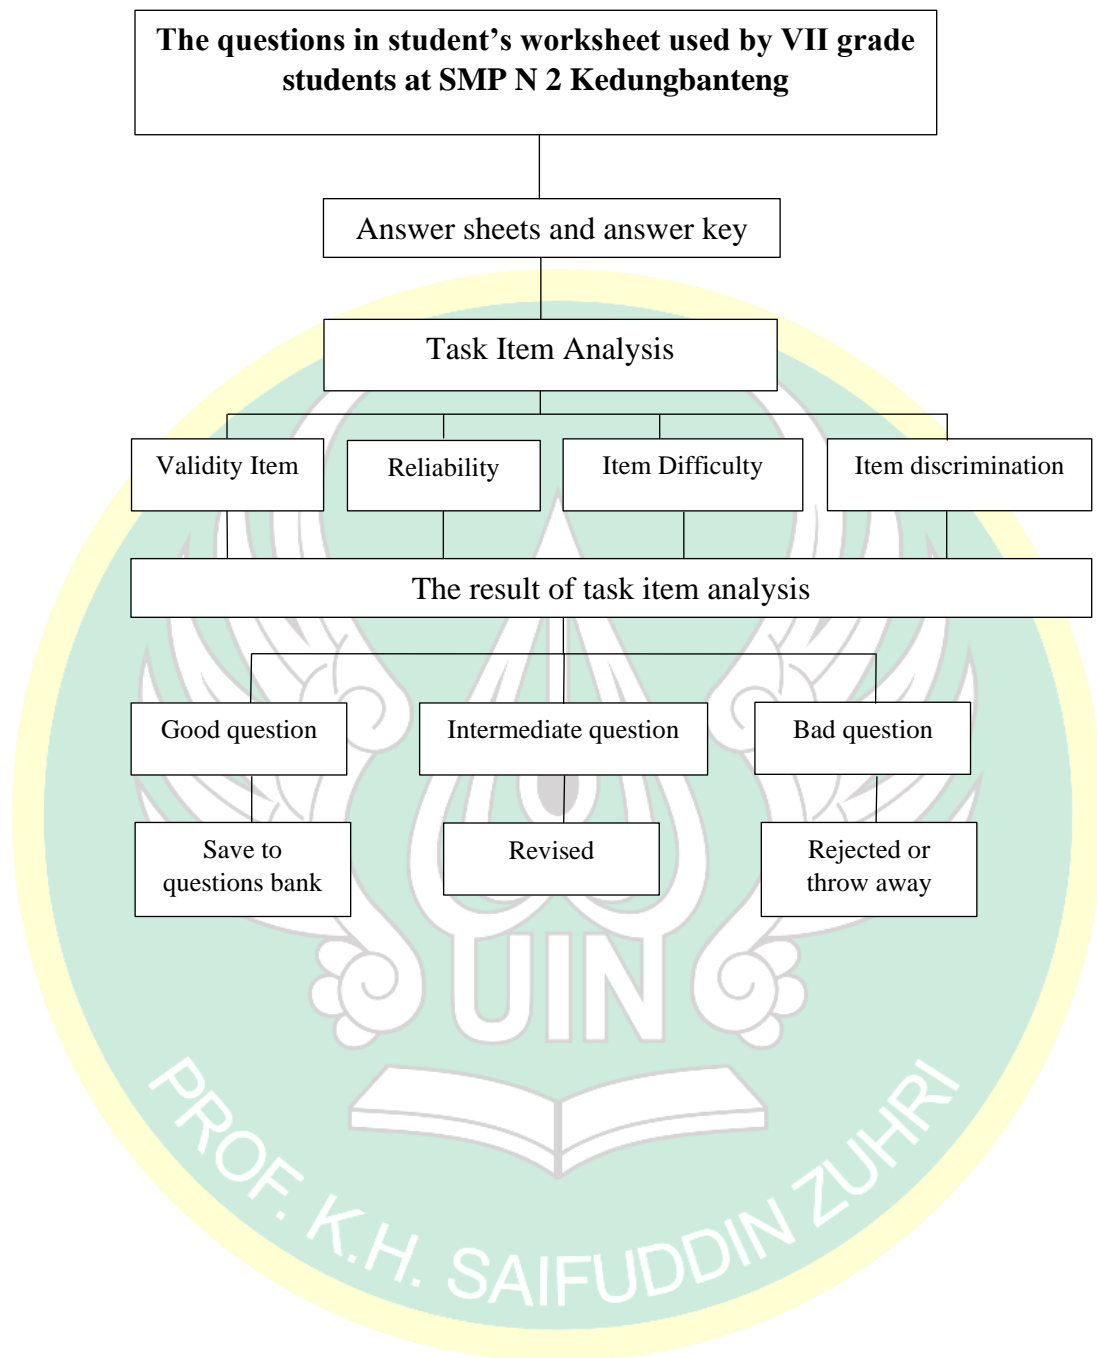 The questions in student’s worksheet used by VII grade
students at SMP N 2 Kedungbanteng
Answer sheets and answer key
Task Item Analysis
Validity Item
Reliability
Item Difficulty
Item discrimination
The result of task item analysis
Good question
Intermediate question
Bad question
Save to
questions bank
Revised
Rejected or
throw away
UIN
PROF. K.H. SAIFUDDIN ZUHRI